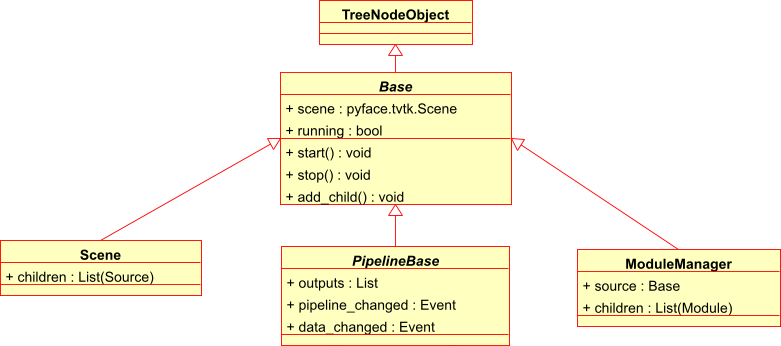 TreeNodeObject
Base
+ scene : pyface.tvtk.Scene
+ running : bool
+ start() : void
+ stop() : void
+ add_child() : void
Scene
+ children : List(Source)
PipelineBase
+ outputs : List
+ pipeline_changed : Event
+ data_changed : Event
ModuleManager
+ source : Base
+ children : List(Module)